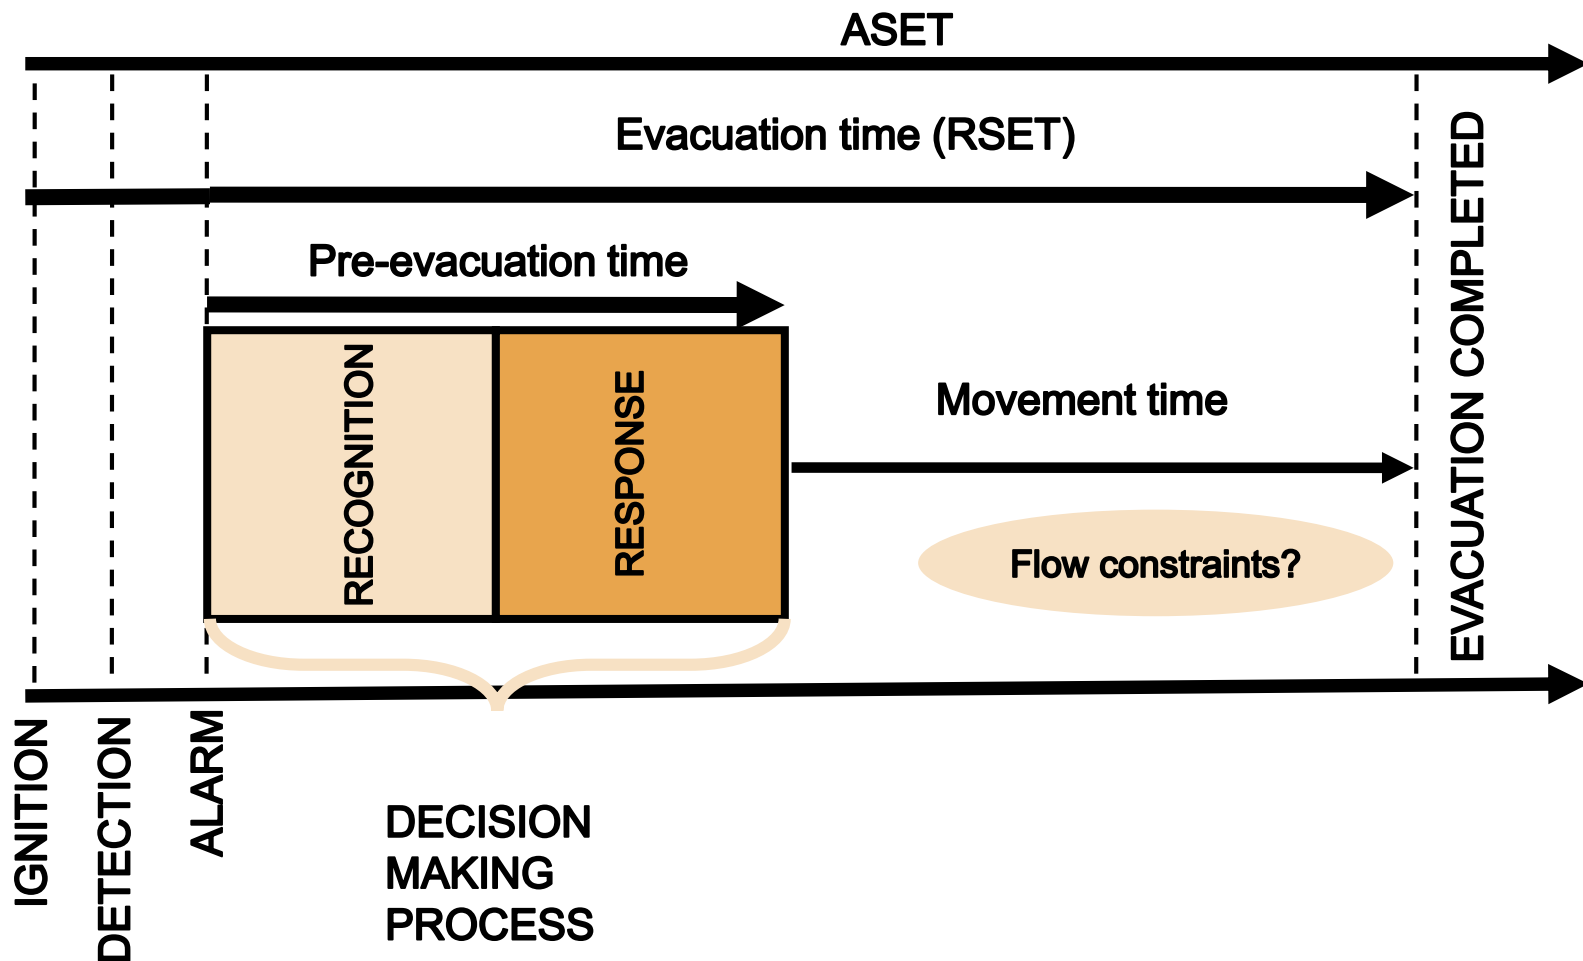 ASET
Evacuation time (RSET)
Pre-evacuation time
RECOGNITION
RESPONSE
Movement time
Flow constraints?
EVACUATION COMPLETED
IGNITION
DETECTION
ALARM
DECISION
MAKING
PROCESS